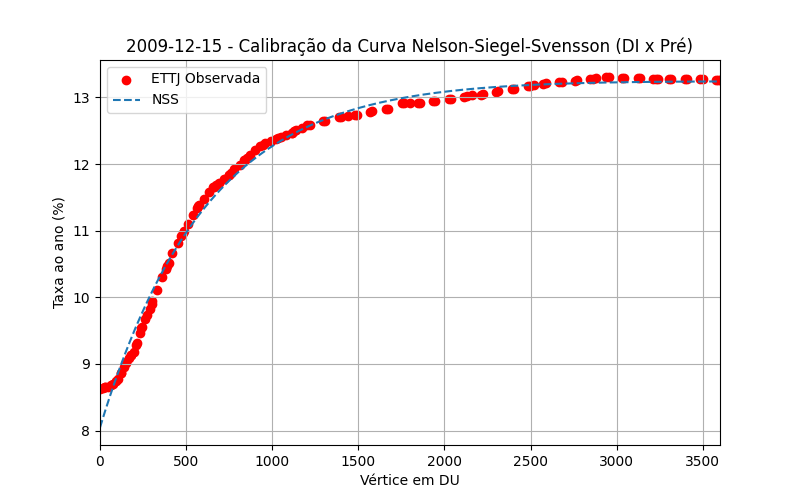 2009-12-15 - Calibração da Curva Nelson-Siegel-Svensson (DI x Pré)
ETTJ Observada
NSS
Taxa ao ano (%)
13
12
11
10
9
8
0 500 1000 1500 2000 2500 3000 3500
Vértice em DU